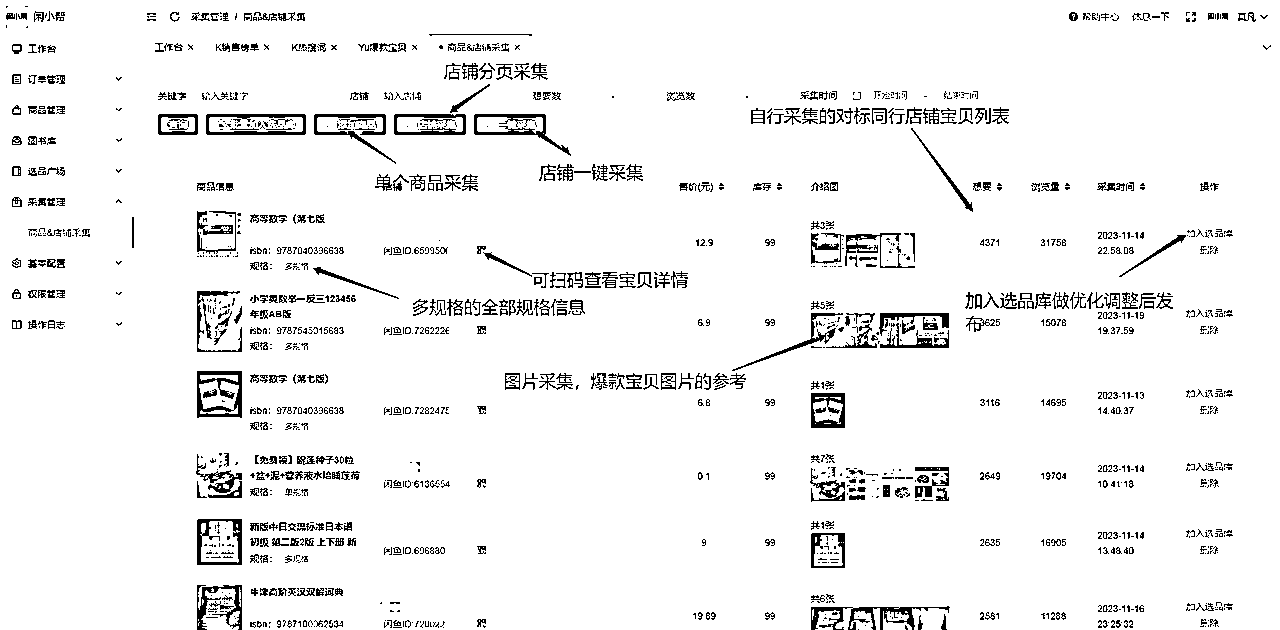 闲小帮
采集管理 / 商品&店铺采集
帮助中心 休息一下
工作台
工作台 × K销售榜单 × K热搜词 × Yu爆款宝贝 × • 商品&店铺采集 ×
店铺分页采集
订单管理
关键字 输入关键字 店铺 输入店铺 想要数 - 浏览数 - 采集时间 开始时间 - 结束时间
商品管理
自行采集的对标同行店铺宝贝列表
图书库
选品广场
店铺一键采集
单个商品采集
商品信息 售价(元) 库存 介绍图 想要 浏览量 采集时间 操作
采集管理
商品&店铺采集
基本配置
权限管理
操作日志
高等数学（第七版
isbn: 9787040396638
规格: 多规格
12.9 99 共3张 4371 31756 2023-11-14
22:58:08
加入选品库
删除
可扫码查看宝贝详情
多规格的全部规格信息
加入选品库做优化调整后发
布
小学奥数举一反三123456
年级AB版
isbn: 9787545015683
规格: 多规格
闲鱼ID:7262226
6.9 99 共5张 3625 15078 2023-11-19
19:37:59
加入选品库
删除
图片采集，爆款宝贝图片的参考
高等数学（第七版）
isbn: 9787040396638
规格: 多规格
闲鱼ID:7282475
6.8 99 共1张 3116 14695 2023-11-13
14:40:37
加入选品库
删除
【免费领】碗莲种子30粒
+盆+泥+营养液水培睡莲荷
规格: 单规格
闲鱼ID:6136554
0.1 99 共7张 2649 19704 2023-11-14
10:41:18
加入选品库
删除
新版中日交流标准日本语
初级 第二版2版 上下册 新
规格: 多规格
闲鱼ID:696880
9 99 共1张 2635 16905 2023-11-14
13:48:40
加入选品库
删除
牛津高阶英汉双解词典
isbn: 9787100062534
19.89 99 共6张 2581 11288 2023-11-16
23:25:32
加入选品库
删除